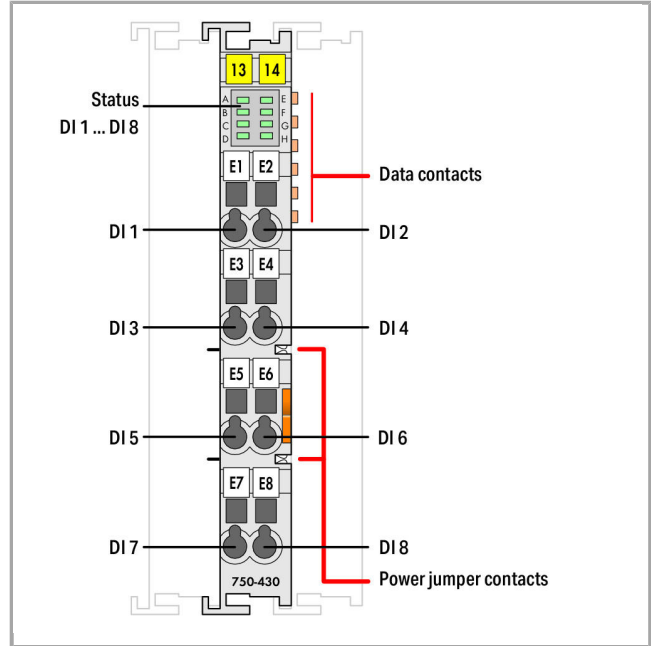 13 14
Status
DI 1 ... DI 8
A E
B F
C G
D H
Data contacts
E1 E2
DI 1 DI 2
E3 E4
DI 3 DI 4
E5 E6
DI 5 DI 6
E7 E8
DI 7 DI 8
750-430
Power jumper contacts